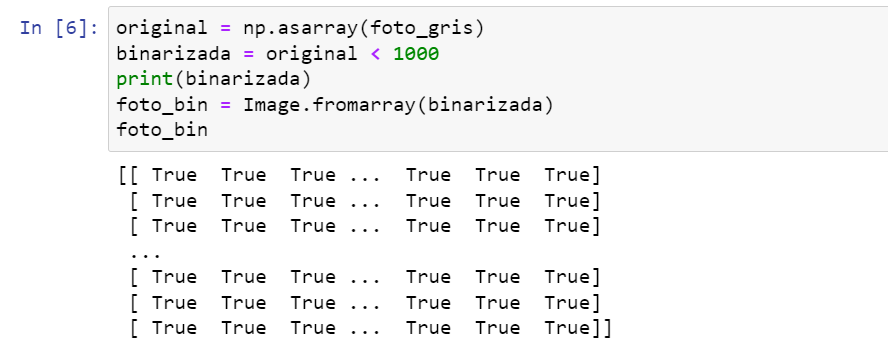 In [6]: original = np.asarray(foto_gris)
binarizada = original < 1000
print(binarizada)
foto_bin = Image.fromarray(binarizada)
foto_bin
[[ True  True  True ...  True  True  True]
 [ True  True  True ...  True  True  True]
 [ True  True  True ...  True  True  True]
 ...
 [ True  True  True ...  True  True  True]
 [ True  True  True ...  True  True  True]
 [ True  True  True ...  True  True  True]]